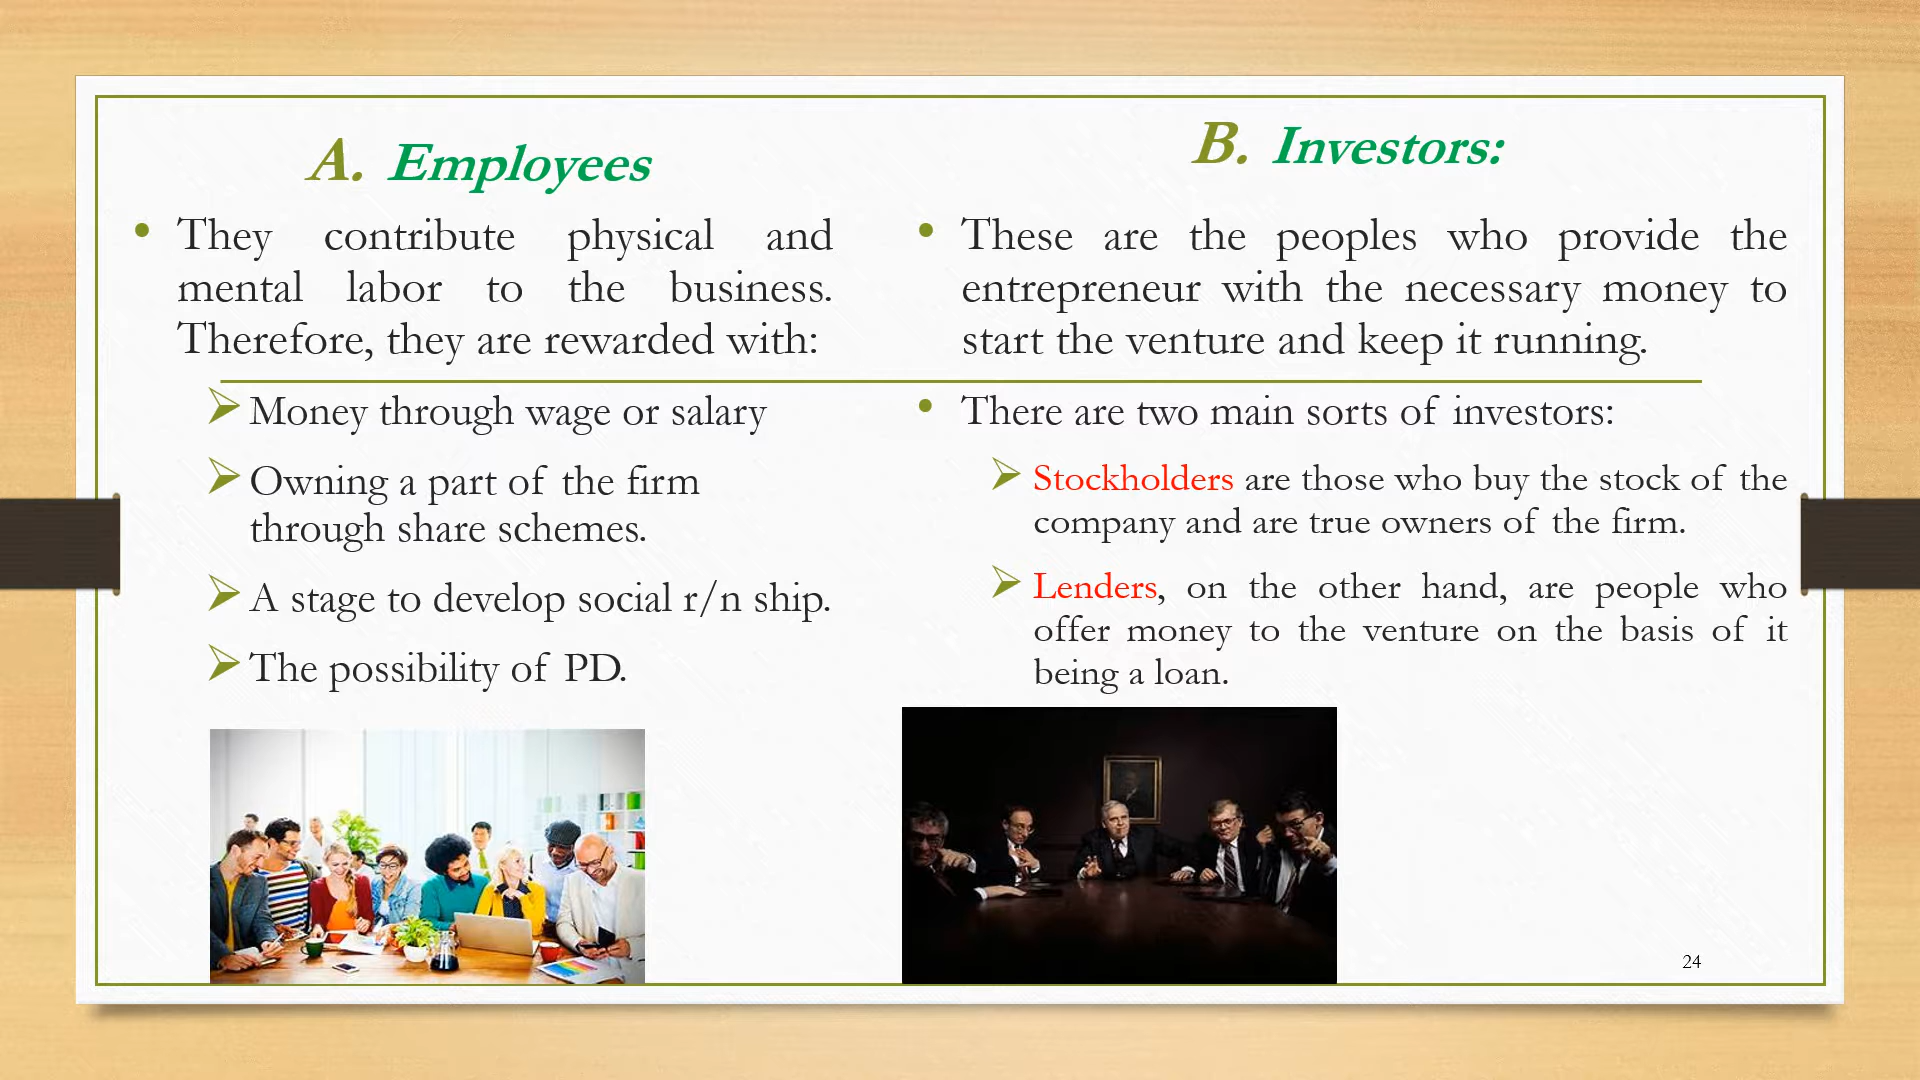 A. Employees
• They contribute physical and
mental labor to the business.
Therefore, they are rewarded with:
➢ Money through wage or salary
➢ Owning a part of the firm
through share schemes.
➢ A stage to develop social r/n ship.
➢ The possibility of PD.
B. Investors:
• These are the peoples who provide the
entrepreneur with the necessary money to
start the venture and keep it running.
• There are two main sorts of investors:
➢ Stockholders are those who buy the stock of the
company and are true owners of the firm.
➢ Lenders, on the other hand, are people who
offer money to the venture on the basis of it
being a loan.
24